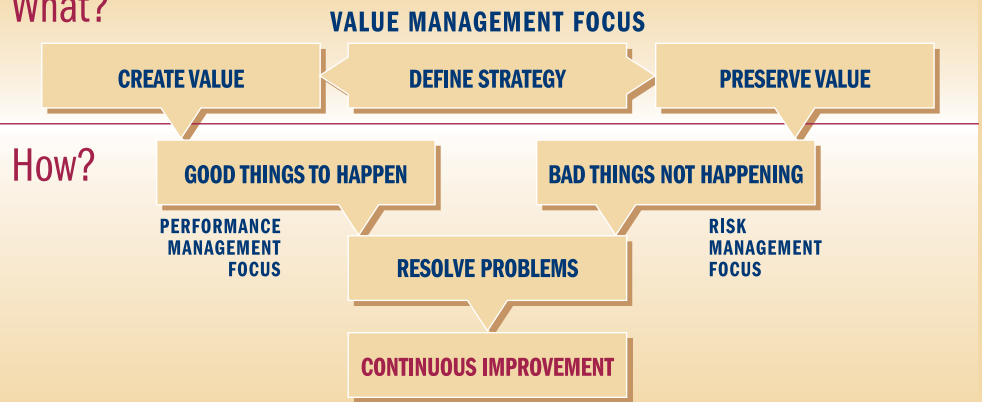 What?
VALUE MANAGEMENT FOCUS
CREATE VALUE
DEFINE STRATEGY
PRESERVE VALUE
How?
GOOD THINGS TO HAPPEN
BAD THINGS NOT HAPPENING
PERFORMANCE
MANAGEMENT
FOCUS
RISK
MANAGEMENT
FOCUS
RESOLVE PROBLEMS
CONTINUOUS IMPROVEMENT